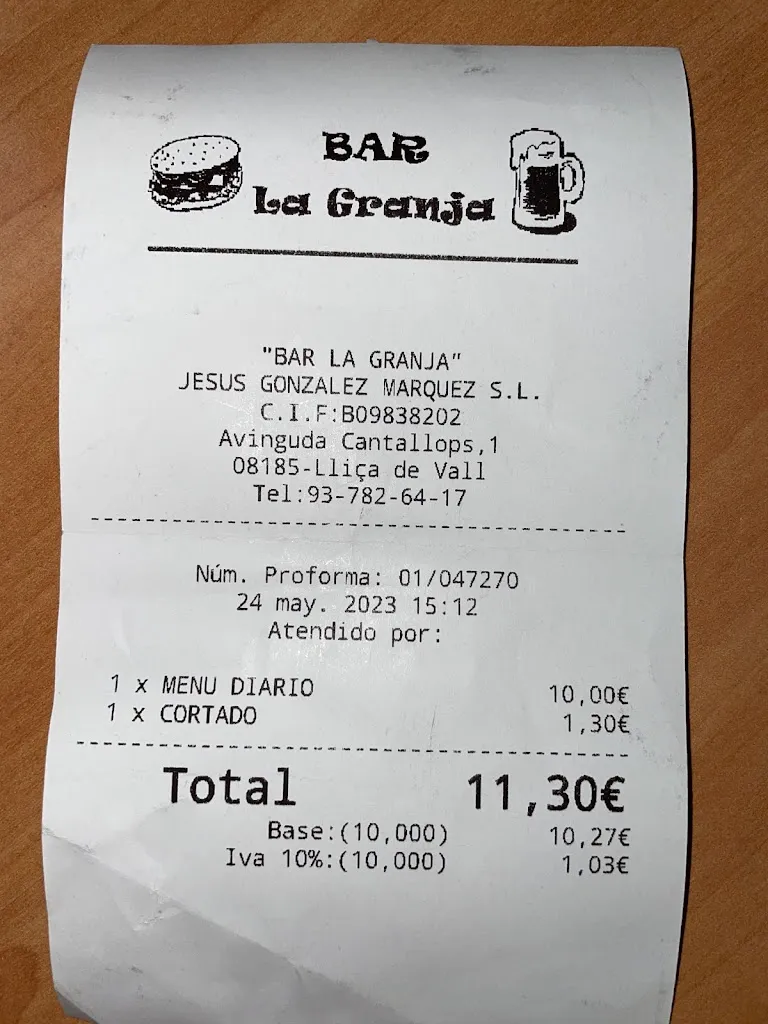 BAR
La Granja
"BAR LA GRANJA"
JESUS GONZALEZ MARQUEZ S.L.
C.I.F:B09838202
Avinguda Cantallops,1
08185-Lliça de Vall
Tel:93-782-64-17
Núm. Proforma: 01/047270
24 may. 2023 15:12
Atendido por:
1 x MENU DIARIO 10,00€
1 x CORTADO 1,30€
Total 11,30€
Base:(10,000) 10,27€
Iva 10%:(10,000) 1,03€